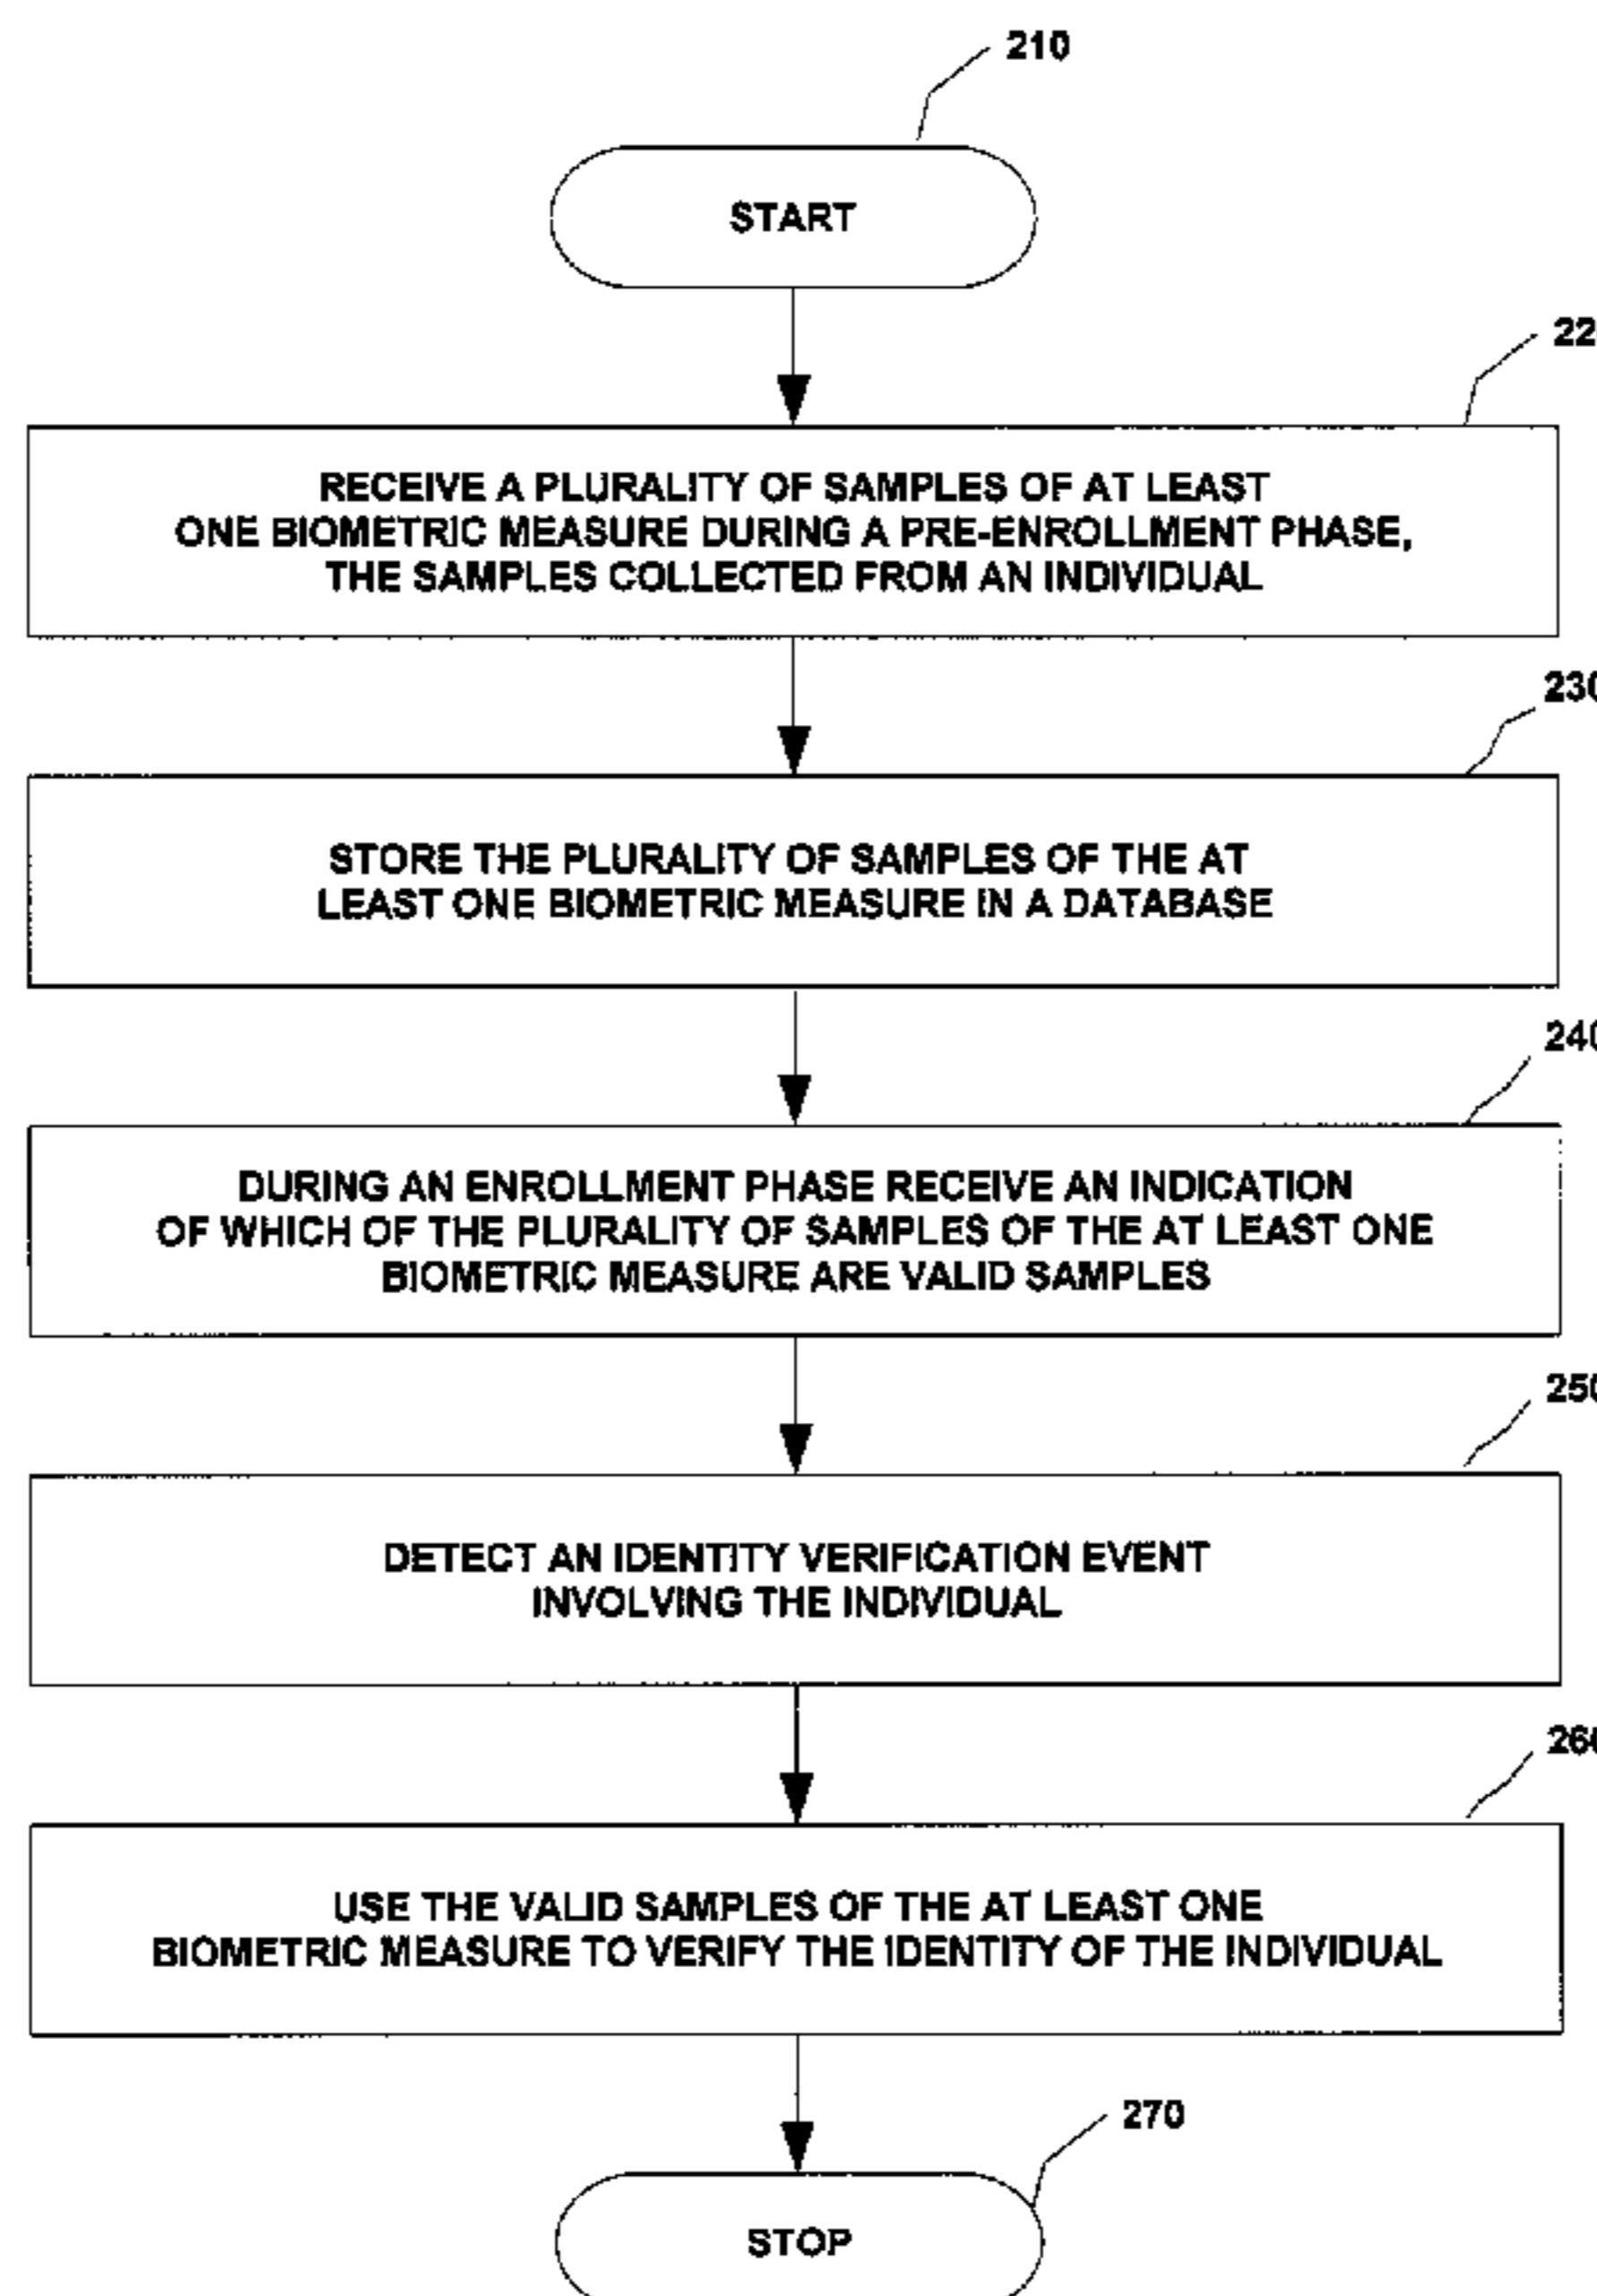 210
START
22
RECEIVE A PLURALITY OF SAMPLES OF AT LEAST
ONE BIOMETRIC MEASURE DURING A PRE-ENROLLMENT PHASE,
THE SAMPLES COLLECTED FROM AN INDIVIDUAL
230
STORE THE PLURALITY OF SAMPLES OF THE AT
LEAST ONE BIOMETRIC MEASURE IN A DATABASE
240
DURING AN ENROLLMENT PHASE RECEIVE AN INDICATION
OF WHICH OF THE PLURALITY OF SAMPLES OF THE AT LEAST ONE
BIOMETRIC MEASURE ARE VALID SAMPLES
250
DETECT AN IDENTITY VERIFICATION EVENT
INVOLVING THE INDIVIDUAL
260
USE THE VALID SAMPLES OF THE AT LEAST ONE
BIOMETRIC MEASURE TO VERIFY THE IDENTITY OF THE INDIVIDUAL
270
STOP